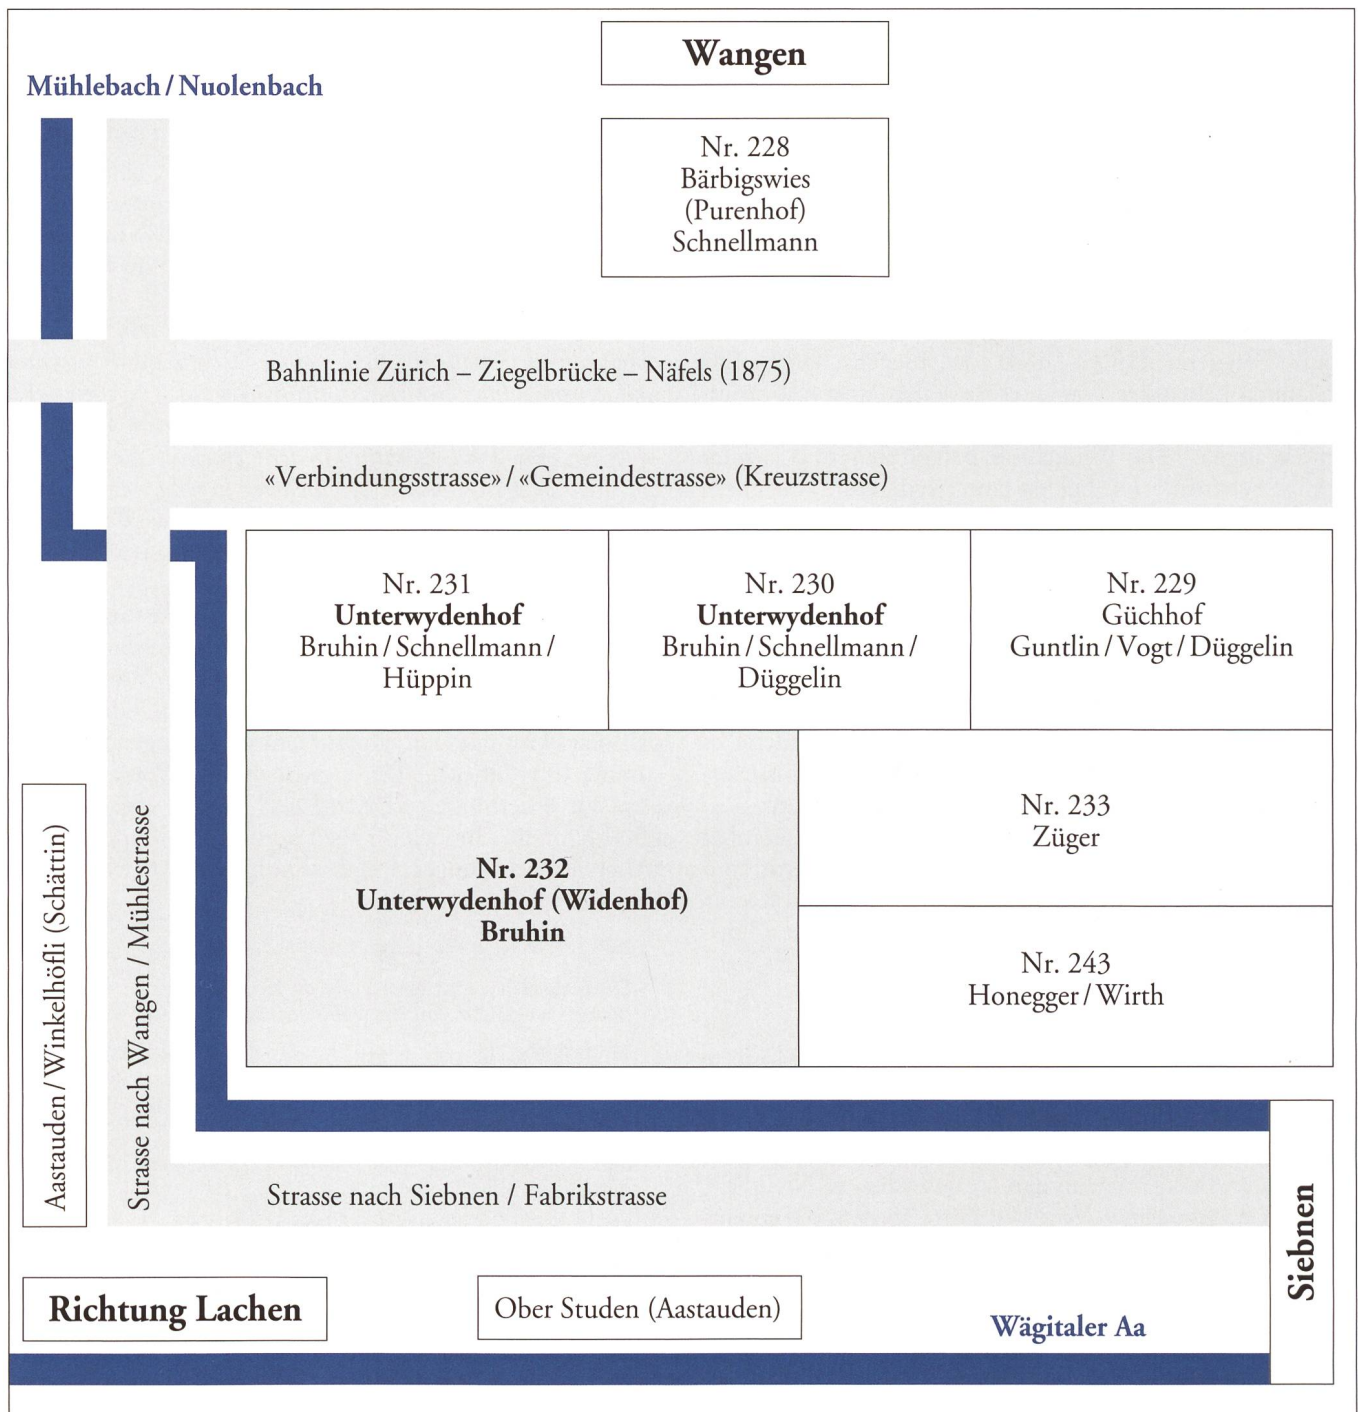 Wangen
Mühlebach / Nuolenbach
Nr. 228
Bärbigswies
(Purenhof)
Schnellmann
Bahnlinie Zürich – Ziegelbrücke – Näfels (1875)
«Verbindungsstrasse» / «Gemeindestrasse» (Kreuzstrasse)
Nr. 231
Unterwydenhof
Bruhin / Schnellmann /
Hüppin
Nr. 230
Unterwydenhof
Bruhin / Schnellmann /
Düggelin
Nr. 229
Güchhof
Guntlin / Vogt / Düggelin
Nr. 232
Unterwydenhof (Widenhof)
Bruhin
Nr. 233
Züger
Nr. 243
Honegger / Wirth
Aastauden / Winkelhöfli (Schättin)
Strasse nach Wangen / Mühlestrasse
Strasse nach Siebnen / Fabrikstrasse
Siebnen
Richtung Lachen
Ober Studen (Aastauden)
Wägitaler Aa